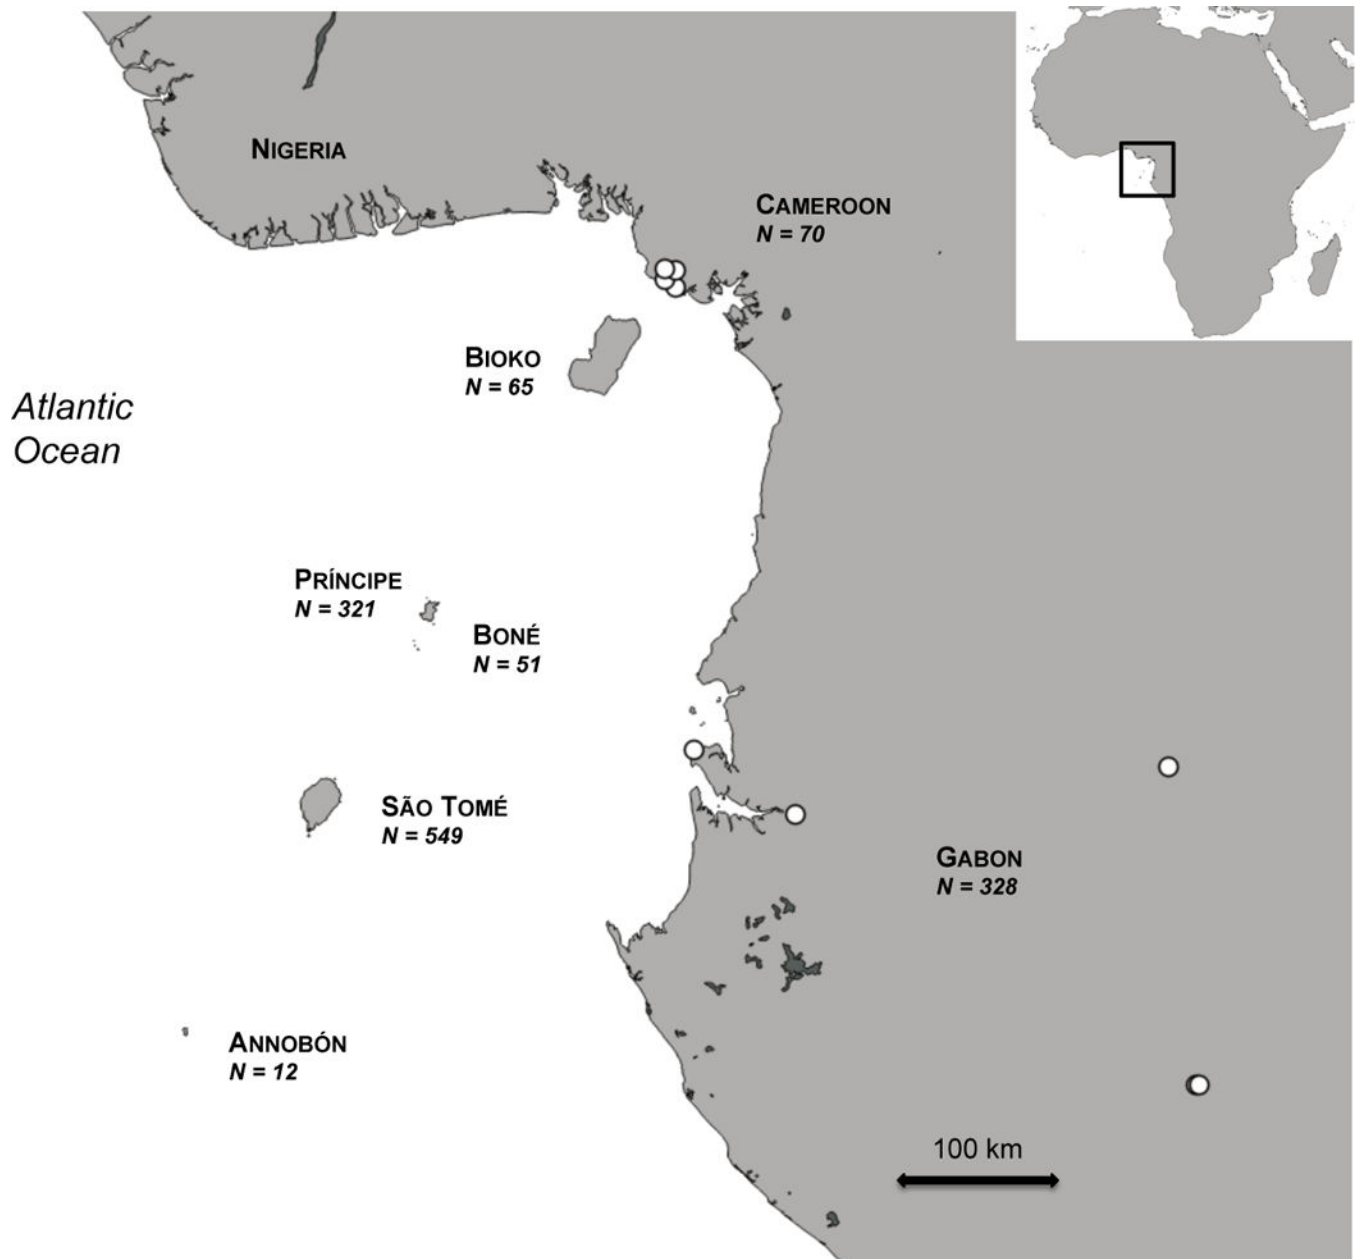 NIGERIA
CAMEROON
N = 70
BIOKO
N = 65
Atlantic
Ocean
PRÍNCIPE
N = 321
BONÉ
N = 51
SÃO TOMÉ
N = 549
GABON
N = 328
ANNOBÓN
N = 12
100 km